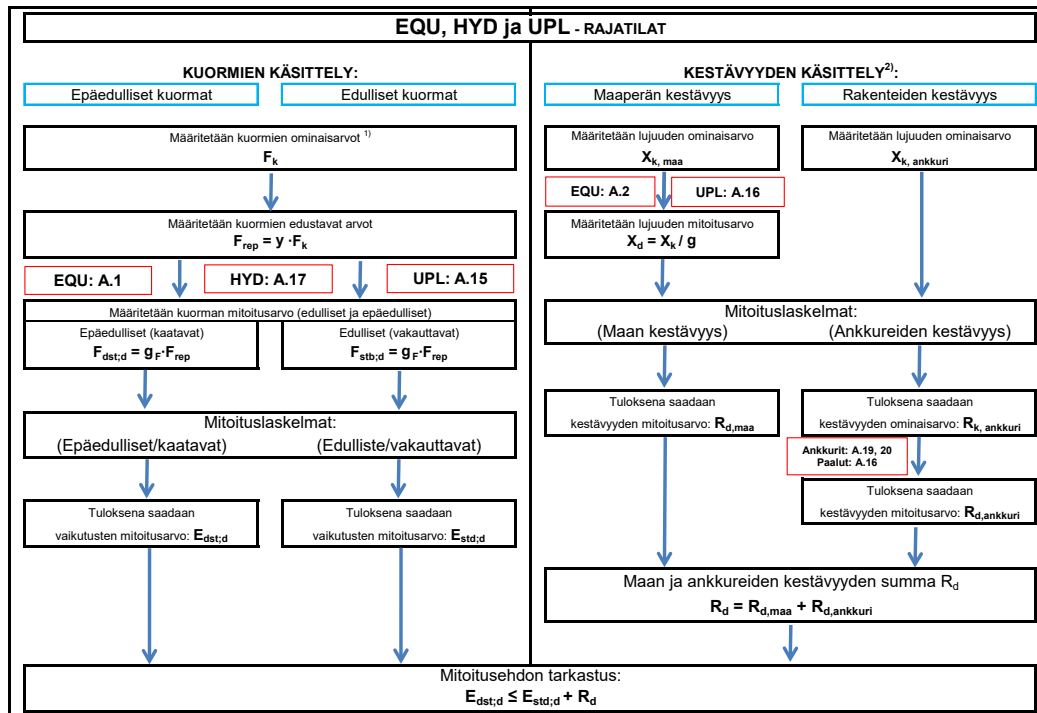 EQU, HYD ja UPL - RAJATILAT
KUORMIEN KÄSITTELY:
Epäedulliset kuormat
Edulliset kuormat
Määritetään kuormien ominaisarvot 1)
Fk
Määritetään kuormien edustavat arvot
Frep = y ·Fk
EQU: A.1
HYD: A.17
UPL: A.15
Määritetään kuorman mitoitusarvo (edulliset ja epäedulliset)
Epäedulliset (kaatavat)
Fdst;d = gF·Frep
Edulliset (vakauttavat)
Fstb;d = gF·Frep
Mitoituslaskelmat:
(Epäedulliset/kaatavat)
(Edulliste/vakauttavat)
Tuloksena saadaan
vaikutusten mitoitusarvo: Edst;d
Tuloksena saadaan
vaikutusten mitoitusarvo: Estd;d
KESTÄVYYDEN KÄSITTELY2):
Maaperän kestävyys
Rakenteiden kestävyys
Määritetään lujuuden ominaisarvo
Xk, maa
Määritetään lujuuden ominaisarvo
Xk, ankkuri
EQU: A.2
UPL: A.16
Määritetään lujuuden mitoitusarvo
Xd = Xk / g
Mitoituslaskelmat:
(Maan kestävyys)
(Ankkureiden kestävyys)
Tuloksena saadaan
kestävyyden mitoitusarvo: Rd,maa
Tuloksena saadaan
kestävyyden ominaisarvo: Rk, ankkuri
Ankkurit: A.19, 20
Paalut: A.16
Tuloksena saadaan
kestävyyden mitoitusarvo: Rd,ankkuri
Maan ja ankkureiden kestävyyden summa Rd
Rd = Rd,maa + Rd,ankkuri
Mitoitusehdon tarkastus:
Edst;d ≤ Estd;d + Rd